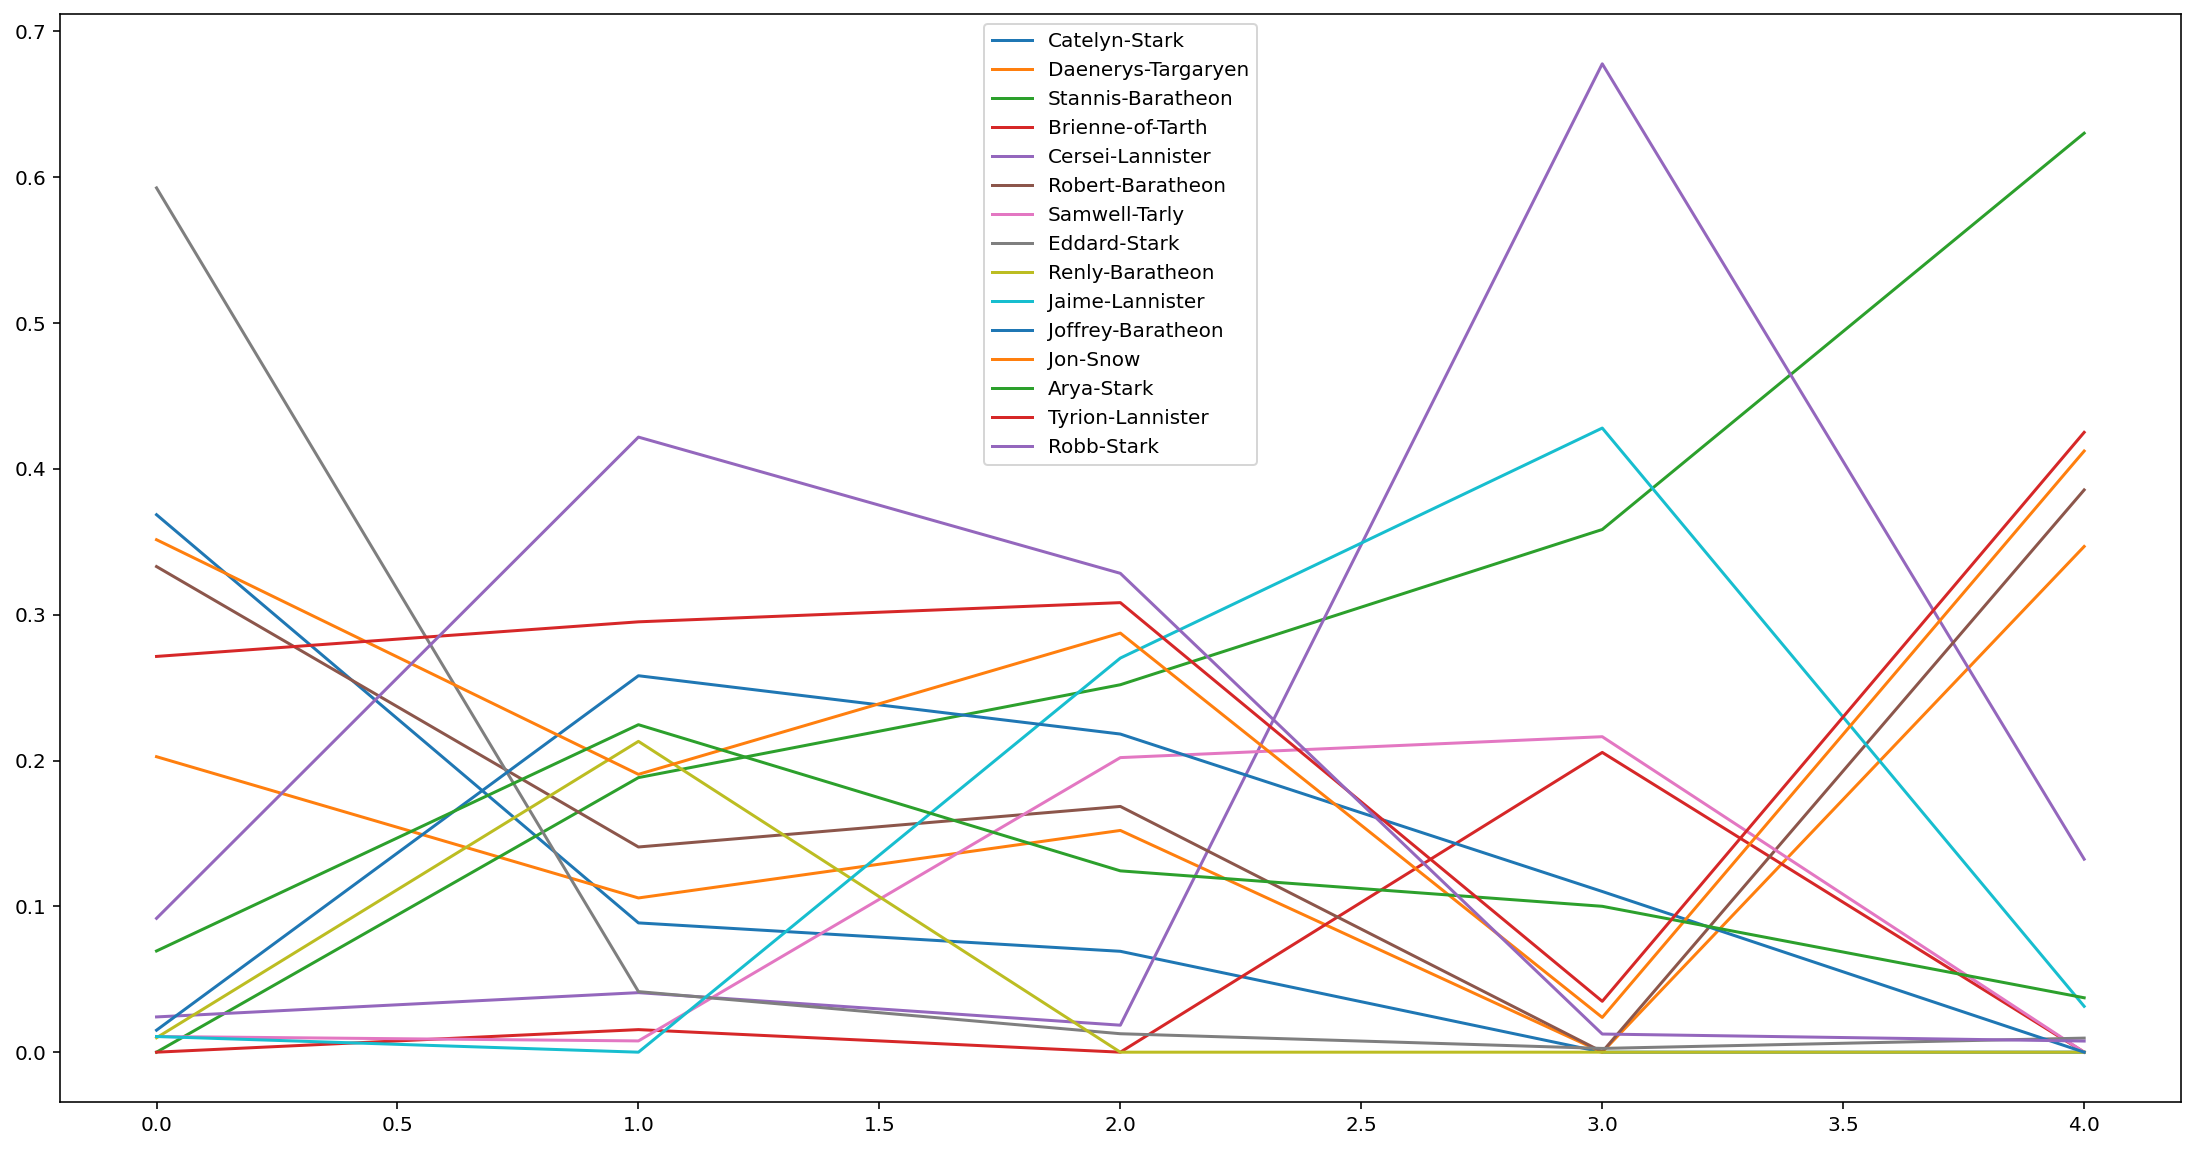 0.7
0.6
0.5
0.4
0.3
0.2
0.1
0.0
Catelyn-Stark
Daenerys-Targaryen
Stannis-Baratheon
Brienne-of-Tarth
Cersei-Lannister
Robert-Baratheon
Samwell-Tarly
Eddard-Stark
Renly-Baratheon
Jaime-Lannister
Joffrey-Baratheon
Jon-Snow
Arya-Stark
Tyrion-Lannister
Robb-Stark
0.0 0.5 1.0 1.5 2.0 2.5 3.0 3.5 4.0